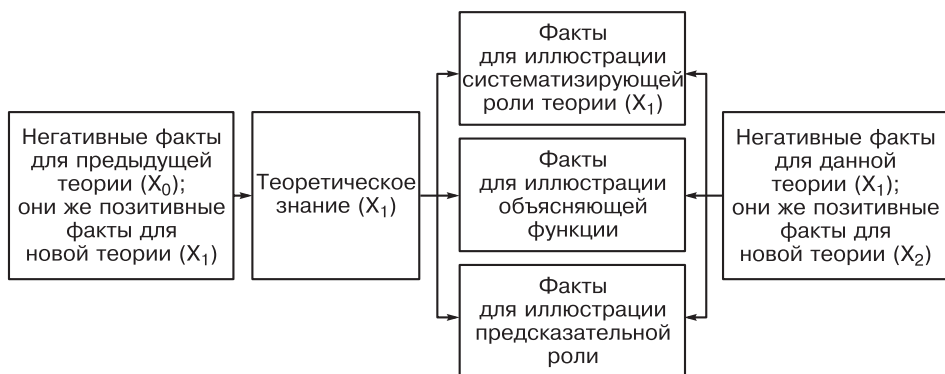 Негативные факты
для предыдущей
теории (X₀);
они же позитивные
факты для
новой теории (X₁)
Теоретическое
знание (X₁)
Факты
для иллюстрации
систематизирующей
роли теории (X₁)
Факты
для иллюстрации
объясняющей
функции
Факты
для иллюстрации
предсказательной
роли
Негативные факты
для данной
теории (X₁);
они же позитивные
факты для
новой теории (X₂)